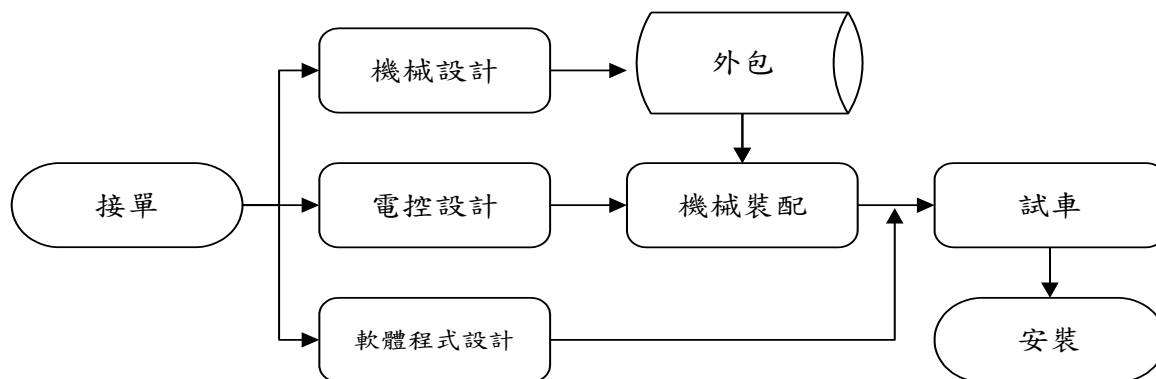 機械設計
外包
接單
電控設計
機械裝配
試車
軟體程式設計
安裝